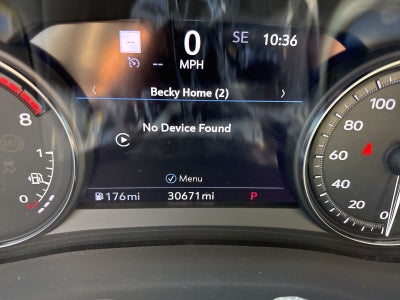 -- 0 SE 10:36
-- MPH
Becky Home (2)
No Device Found
Menu
176mi 30671mi P
8
1
0
100
80
60
40
20
0